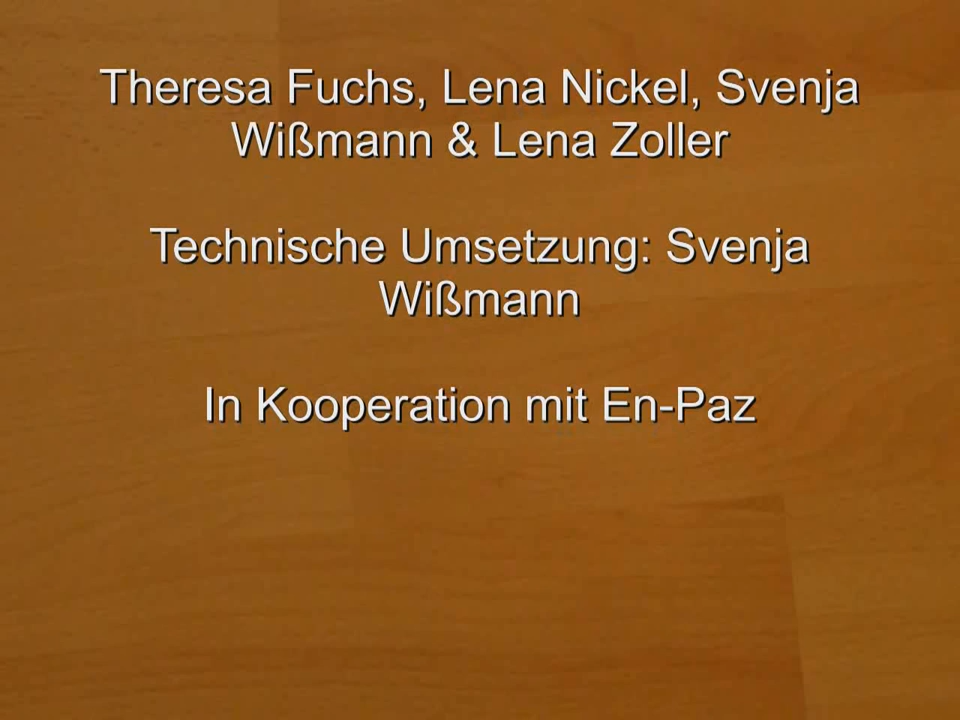 Theresa Fuchs, Lena Nickel, Svenja
Wißmann & Lena Zoller
Technische Umsetzung: Svenja
Wißmann
In Kooperation mit En-Paz